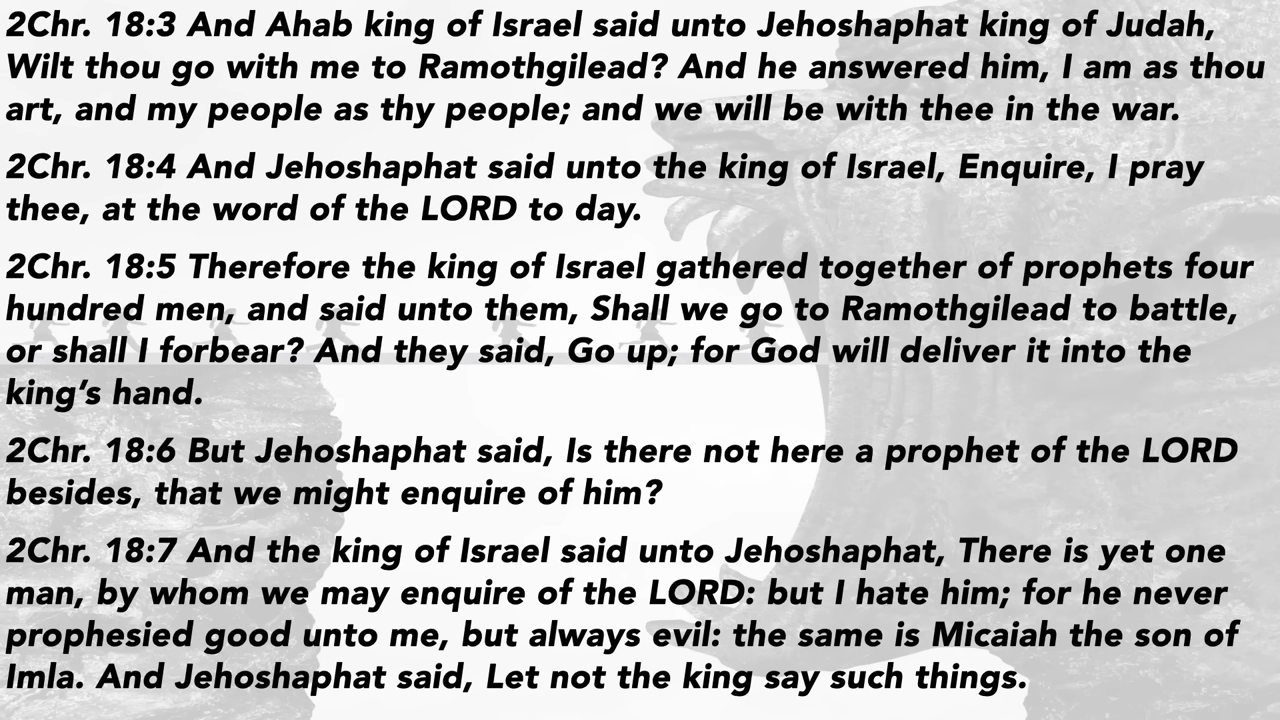 2Chr. 18:3 And Ahab king of Israel said unto Jehoshaphat king of Judah,
Wilt thou go with me to Ramothgilead? And he answered him, I am as thou
art, and my people as thy people; and we will be with thee in the war.
2Chr. 18:4 And Jehoshaphat said unto the king of Israel, Enquire, I pray
thee, at the word of the LORD to day.
2Chr. 18:5 Therefore the king of Israel gathered together of prophets four
hundred men, and said unto them, Shall we go to Ramothgilead to battle,
or shall I forbear? And they said, Go up; for God will deliver it into the
king’s hand.
2Chr. 18:6 But Jehoshaphat said, Is there not here a prophet of the LORD
besides, that we might enquire of him?
2Chr. 18:7 And the king of Israel said unto Jehoshaphat, There is yet one
man, by whom we may enquire of the LORD: but I hate him; for he never
prophesied good unto me, but always evil: the same is Micaiah the son of
Imla. And Jehoshaphat said, Let not the king say such things.